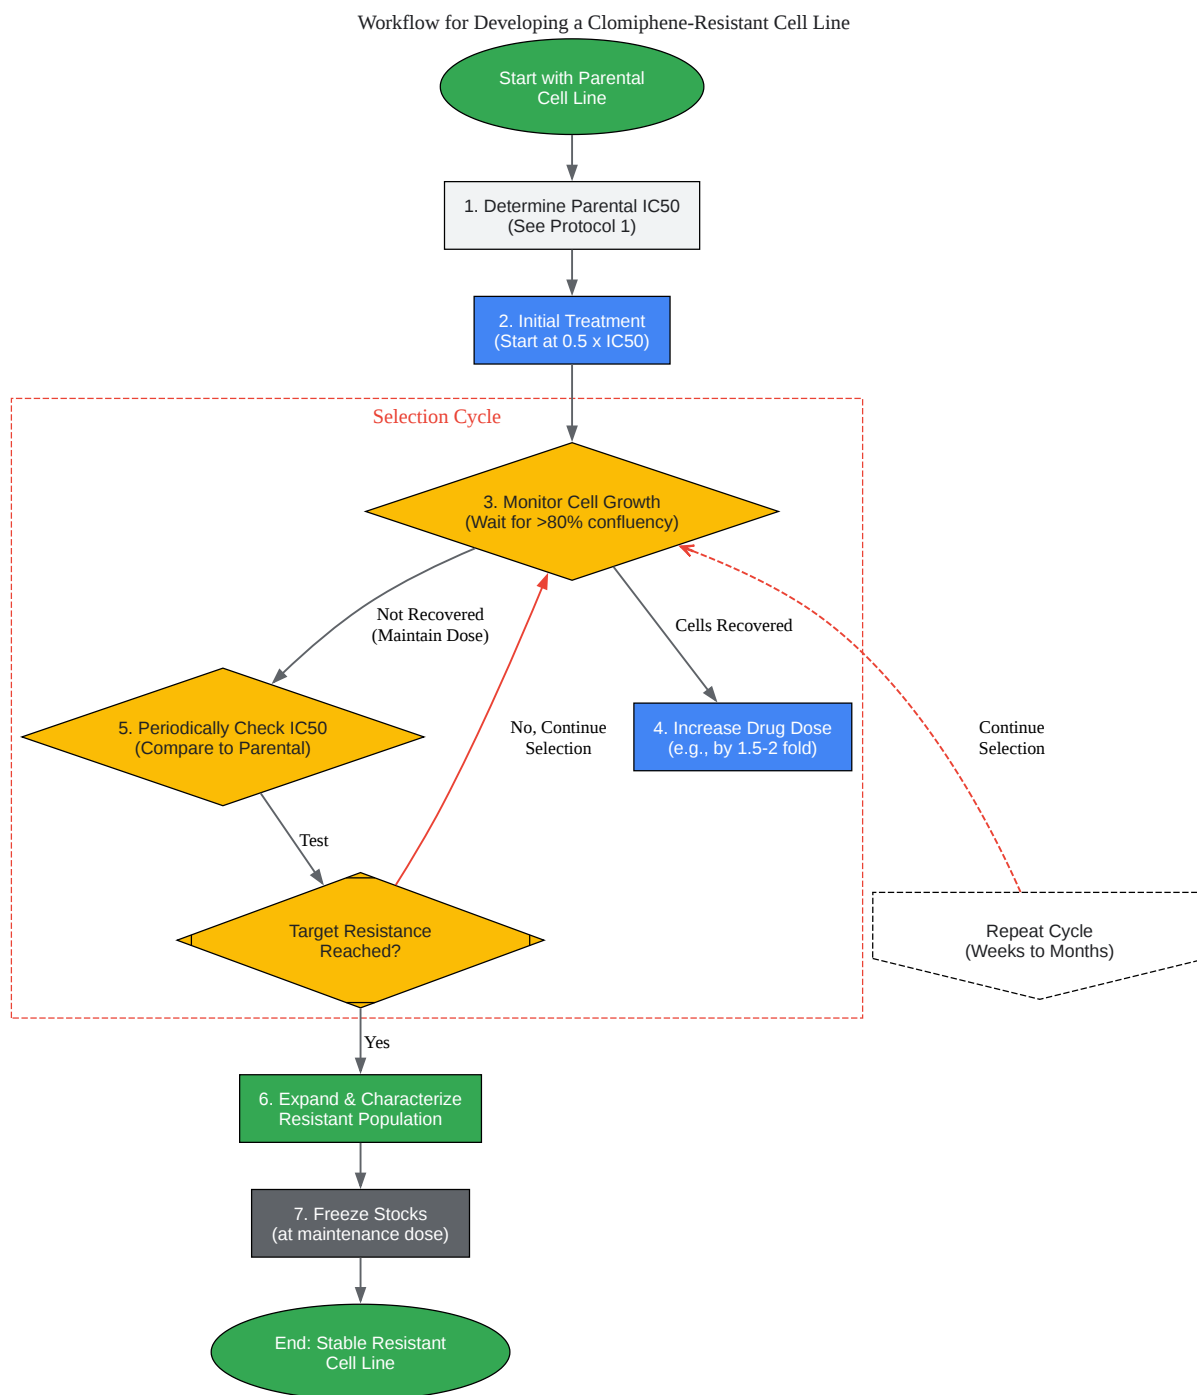 Workflow for Developing a Clomiphene-Resistant Cell Line
Start with Parental
Cell Line
1. Determine Parental IC50
(See Protocol 1)
2. Initial Treatment
(Start at 0.5 x IC50)
Selection Cycle
3. Monitor Cell Growth
(Wait for >80% confluency)
Not Recovered
(Maintain Dose)
Cells Recovered
5. Periodically Check IC50
(Compare to Parental)
No, Continue
Selection
4. Increase Drug Dose
(e.g., by 1.5-2 fold)
Continue
Selection
Test
Target Resistance
Reached?
Repeat Cycle
(Weeks to Months)
Yes
6. Expand & Characterize
Resistant Population
7. Freeze Stocks
(at maintenance dose)
End: Stable Resistant
Cell Line